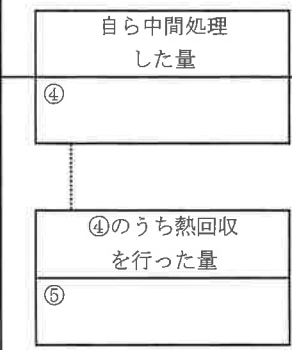 自ら中間処理
した量
④
④のうち熱回収
を行った量
⑤